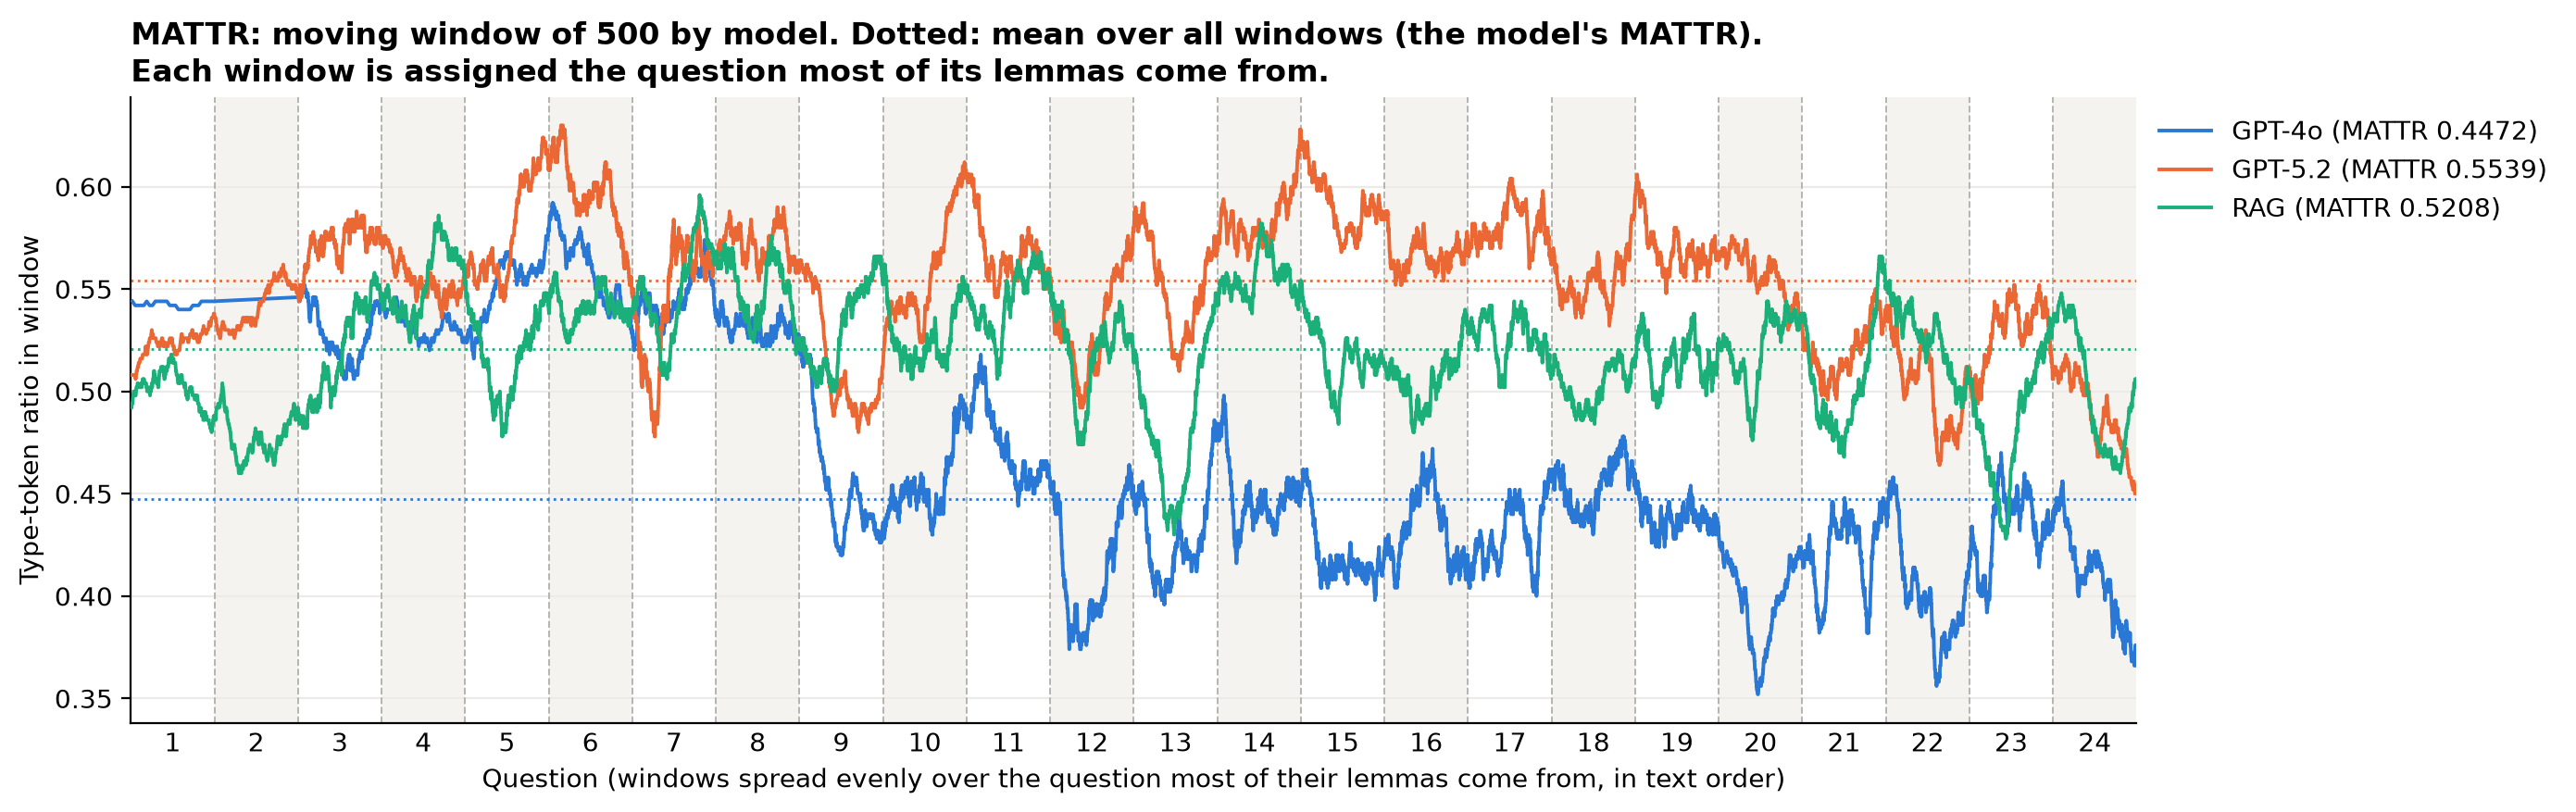 MATTR: moving window of 500 by model. Dotted: mean over all windows (the model's MATTR).
Each window is assigned the question most of its lemmas come from.
GPT-4o (MATTR 0.4472)
GPT-5.2 (MATTR 0.5539)
RAG (MATTR 0.5208)
Type-token ratio in window
0.60
0.55
0.50
0.45
0.40
0.35
1 2 3 4 5 6 7 8 9 10 11 12 13 14 15 16 17 18 19 20 21 22 23 24
Question (windows spread evenly over the question most of their lemmas come from, in text order)